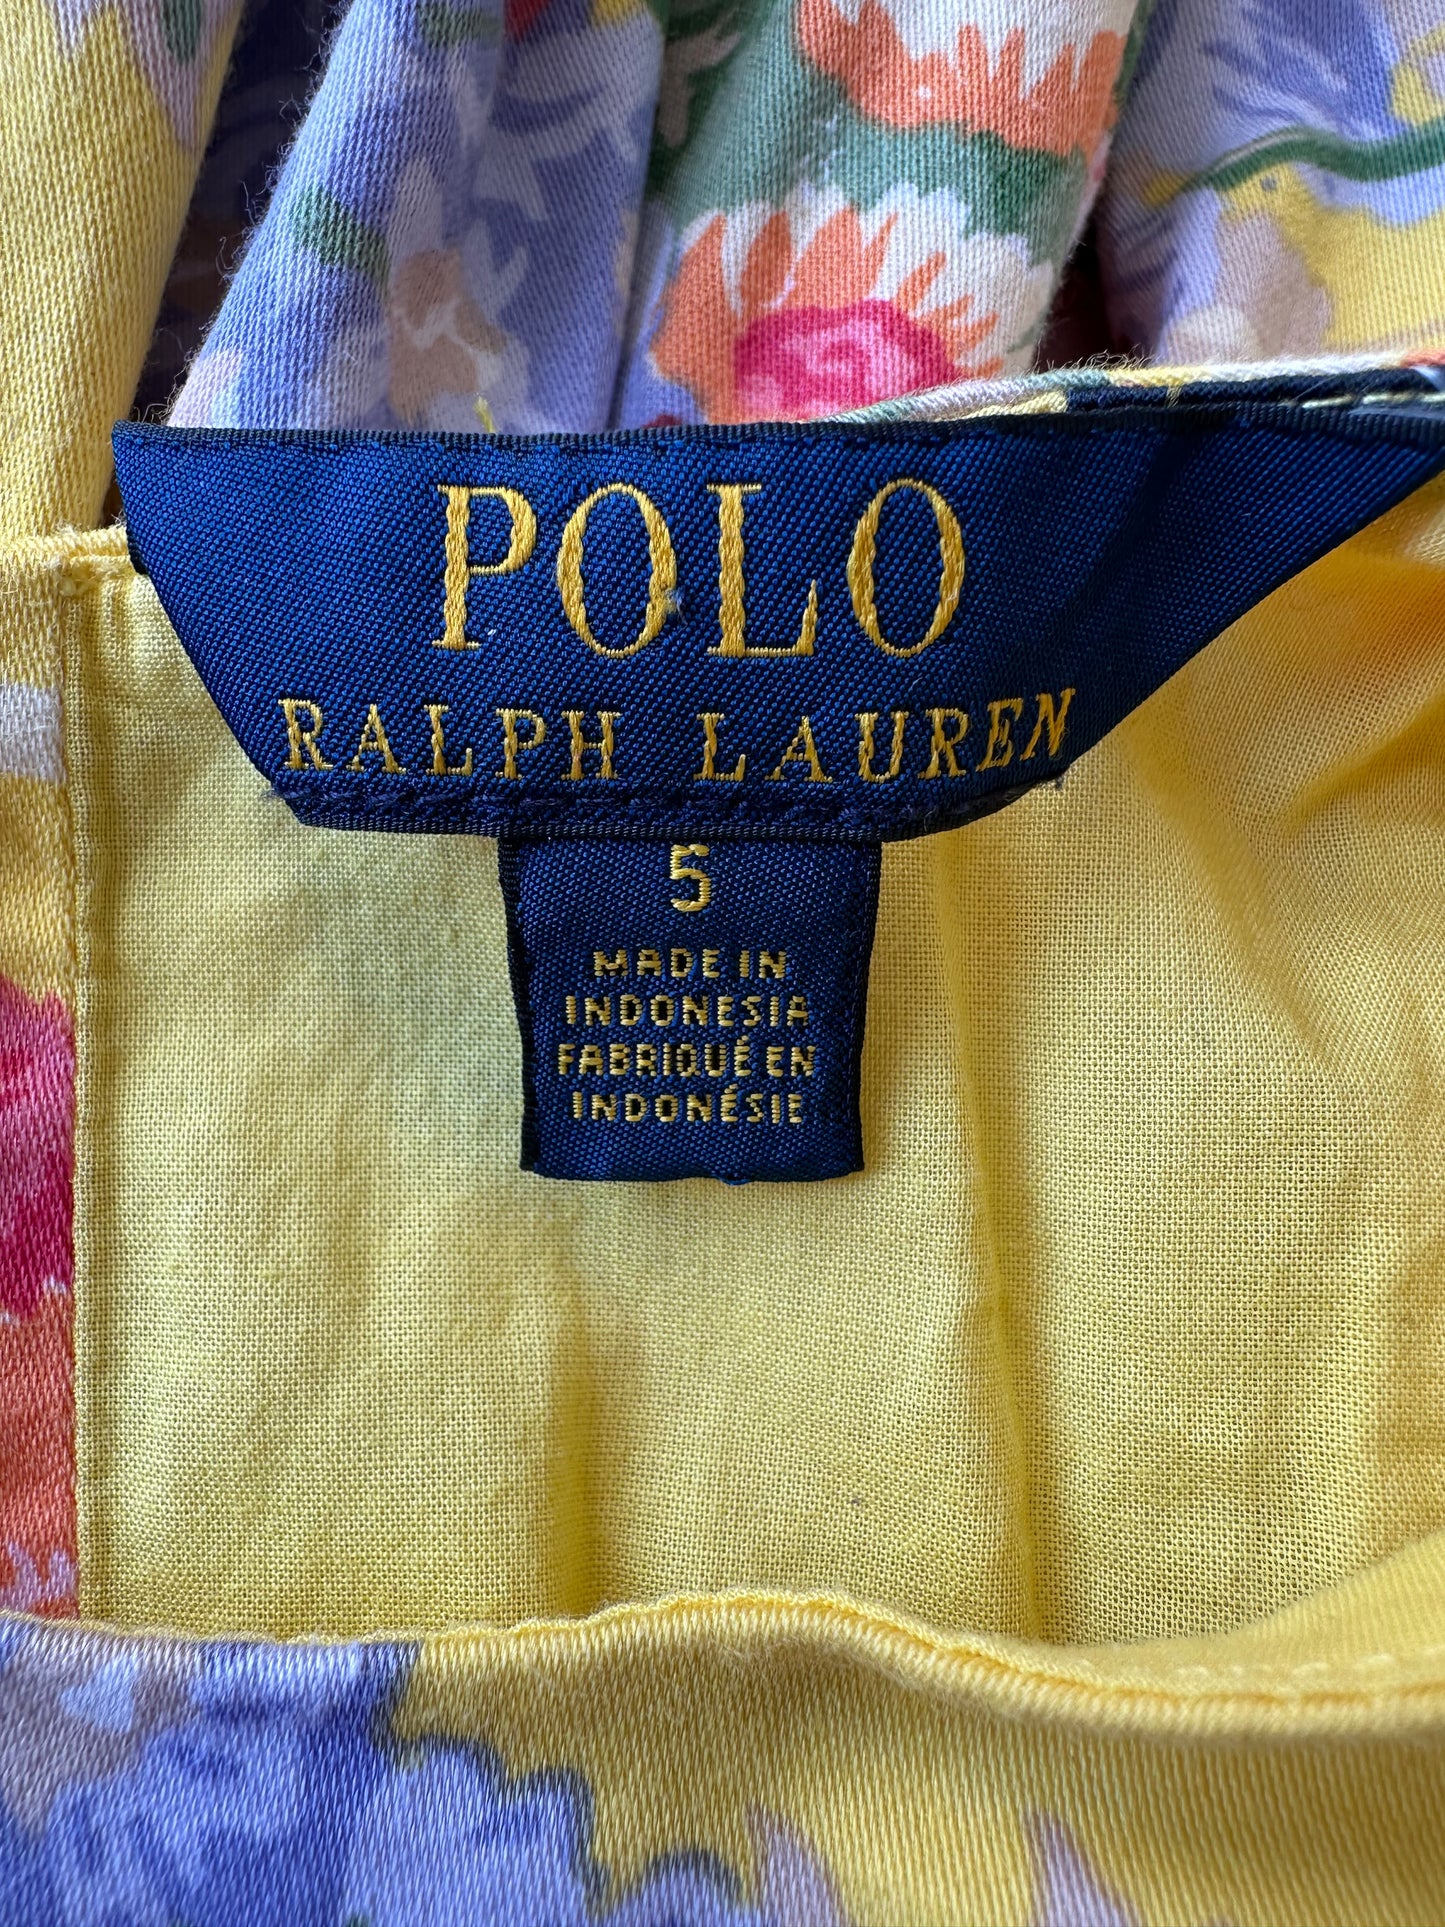 POLO
RALPH LAUREN
5
MADE IN
INDONESIA
FABRIQUÉ EN
INDONÉSIE